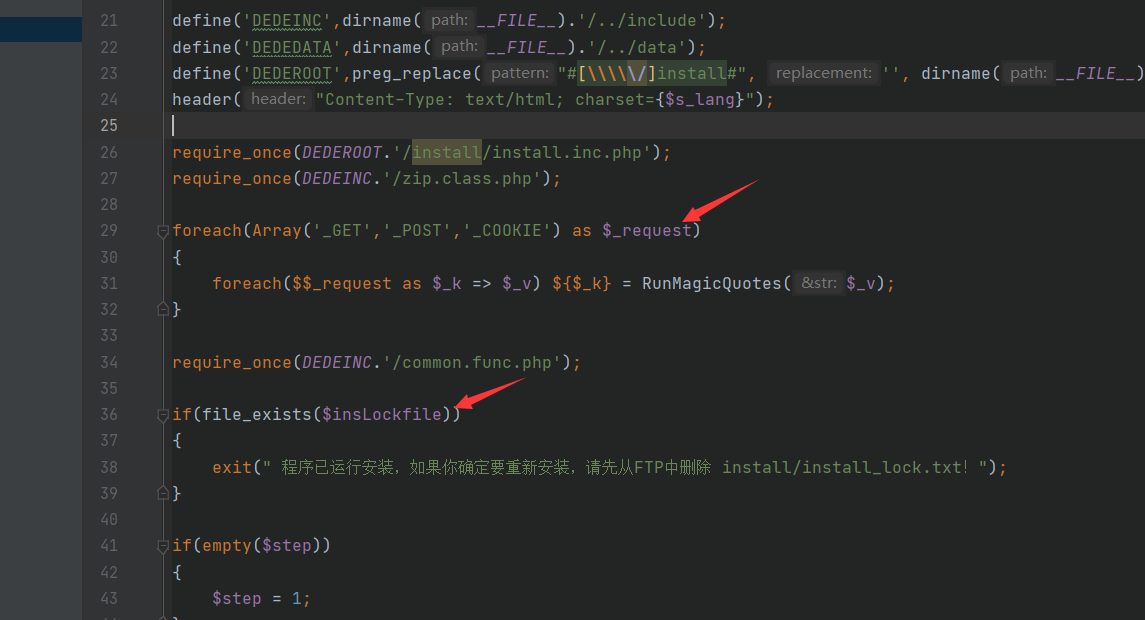 21 define('DEDEINC',dirname( path: __FILE__).'/../include');
22 define('DEDEDATA',dirname( path: __FILE__).'/../data');
23 define('DEDEROOT',preg_replace( pattern: "#[\\\\\/]install#", replacement: '', dirname( path: __FILE__)
24 header( header: "Content-Type: text/html; charset={$s_lang}");
25
26 require_once(DEDEROOT.'/install/install.inc.php');
27 require_once(DEDEINC.'/zip.class.php');
28
29 foreach(Array('_GET','_POST','_COOKIE') as $_request)
30 {
31 foreach($$_request as $_k => $_v) ${$_k} = RunMagicQuotes( &str: $_v);
32 }
33
34 require_once(DEDEINC.'/common.func.php');
35
36 if(file_exists($insLockfile))
37 {
38 exit(" 程序已运行安装，如果你确定要重新安装，请先从FTP中删除 install/install_lock.txt！");
39 }
40
41 if(empty($step))
42 {
43 $step = 1;